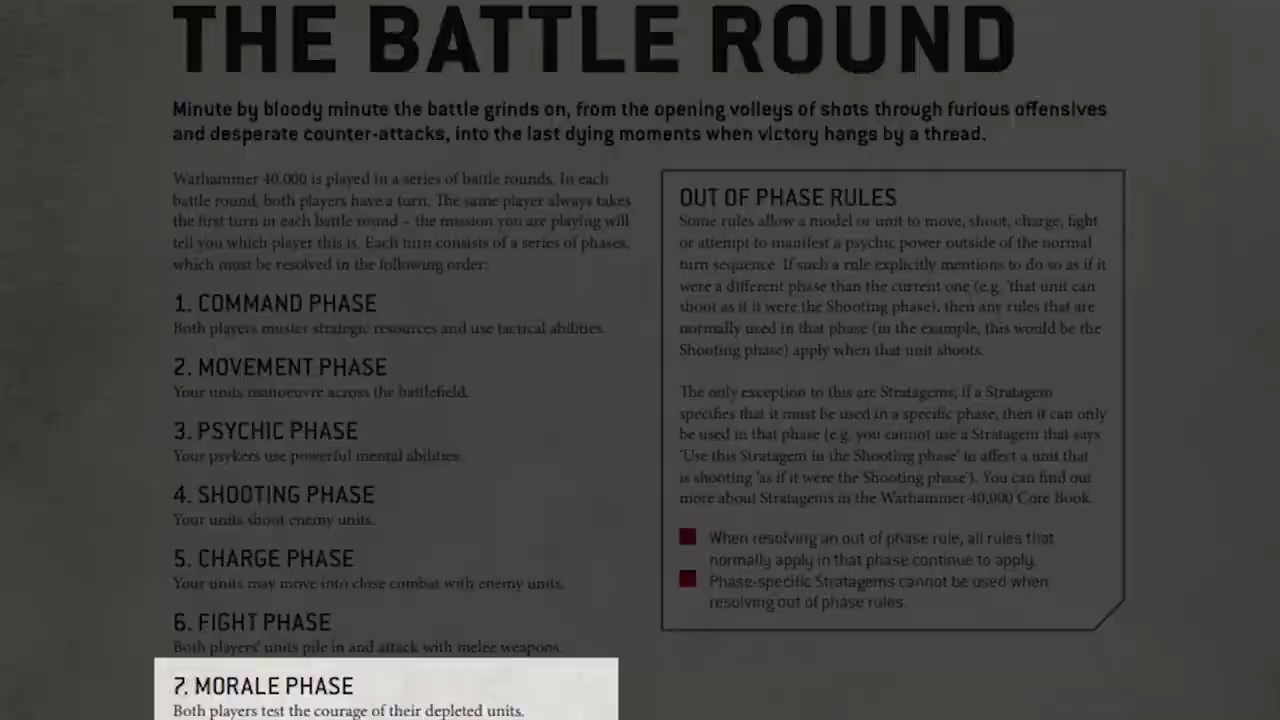 THE BATTLE ROUND
Minute by bloody minute the battle grinds on, from the opening volleys of shots through furious offensives
and desperate counter-attacks, into the last dying moments when victory hangs by a thread.
Warhammer 40,000 is played in a series of battle rounds. In each
battle round, both players have a turn. The same player always takes
the first turn in each battle round – the mission you are playing will
tell you which player this is. Each turn consists of a series of phases,
which must be resolved in the following order:
1. COMMAND PHASE
Both players muster strategic resources and use tactical abilities.
2. MOVEMENT PHASE
Your units manoeuvre across the battlefield.
3. PSYCHIC PHASE
Your psykers use powerful mental abilities.
4. SHOOTING PHASE
Your units shoot enemy units.
5. CHARGE PHASE
Your units may move into close combat with enemy units.
6. FIGHT PHASE
Both players' units pile in and attack with melee weapons.
7. MORALE PHASE
Both players test the courage of their depleted units.
OUT OF PHASE RULES
Some rules allow a model or unit to move, shoot, charge, fight
or attempt to manifest a psychic power outside of the normal
turn sequence. If such a rule explicitly mentions to do so as if it
were a different phase than the current one (e.g. 'that unit can
shoot as if it were the Shooting phase), then any rules that are
normally used in that phase (in the example, this would be the
Shooting phase) apply when that unit shoots.
The only exception to this are Stratagems; if a Stratagem
specifies that it must be used in a specific phase, then it can only
be used in that phase (e.g. you cannot use a Stratagem that says
'Use this Stratagem in the Shooting phase' to affect a unit that
is shooting 'as if it were the Shooting phase'). You can find out
more about Stratagems in the Warhammer 40,000 Core Book.
When resolving an out of phase rule, all rules that
normally apply in that phase continue to apply.
Phase-specific Stratagems cannot be used when
resolving out of phase rules.